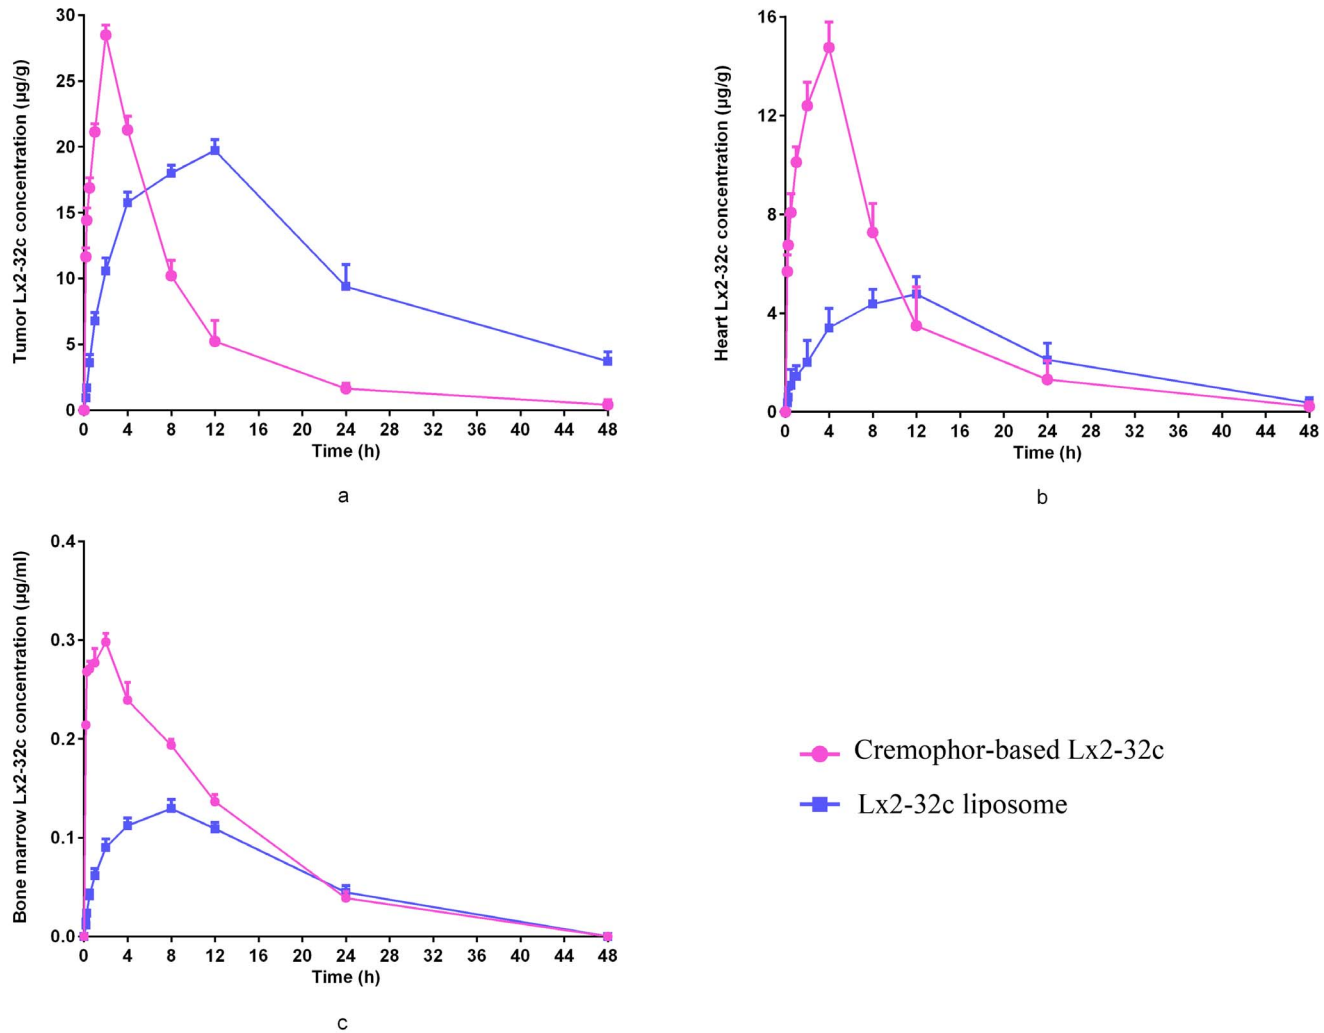 Tumor Lx2-32c concentration (µg/g)
30
25
20
15
10
5
0
0 4 8 12 16 20 24 28 32 36 40 44 48
Time (h)
a
Heart Lx2-32c concentration (µg/g)
16
12
8
4
0
0 4 8 12 16 20 24 28 32 36 40 44 48
Time (h)
b
Bone marrow Lx2-32c concentration (µg/ml)
0.4
0.3
0.2
0.1
0.0
0 4 8 12 16 20 24 28 32 36 40 44 48
Time (h)
c
Cremophor-based Lx2-32c
Lx2-32c liposome